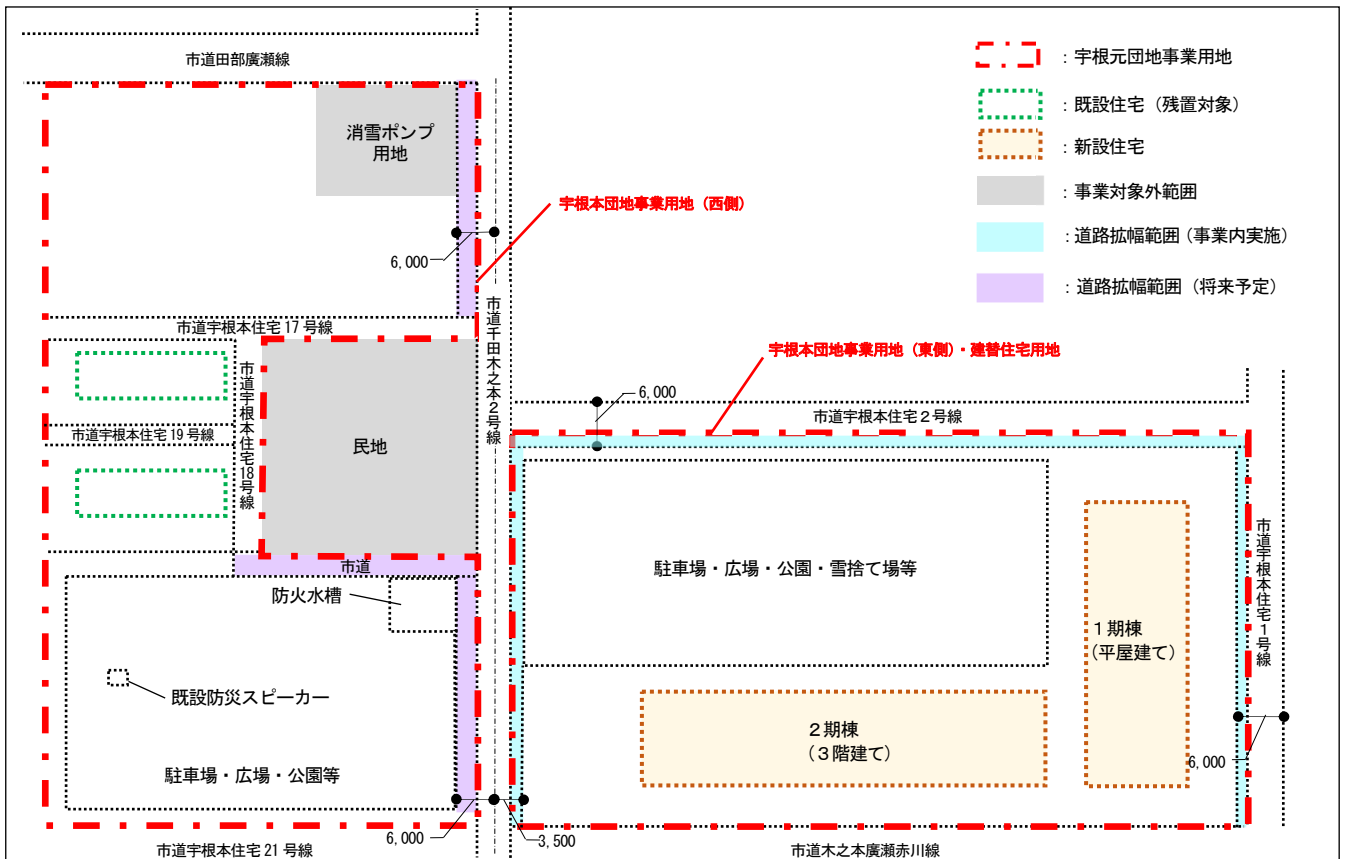 市道田部廣瀬線
消雪ポンプ
用地
宇根本団地事業用地（西側）
6,000
市道千田木之本2号線
市道宇根本住宅 17 号線
市道宇根本住宅18号線
市道宇根本住宅 19 号線
民地
市道
防火水槽
既設防災スピーカー
駐車場・広場・公園等
6,000
3,500
市道宇根本住宅 21 号線
：宇根元団地事業用地
：既設住宅（残置対象）
：新設住宅
：事業対象外範囲
：道路拡幅範囲（事業内実施）
：道路拡幅範囲（将来予定）
宇根本団地事業用地（東側）・建替住宅用地
6,000
市道宇根本住宅２号線
駐車場・広場・公園・雪捨て場等
１期棟
（平屋建て）
２期棟
（３階建て）
市道宇根本住宅１号線
6,000
市道木之本廣瀬赤川線